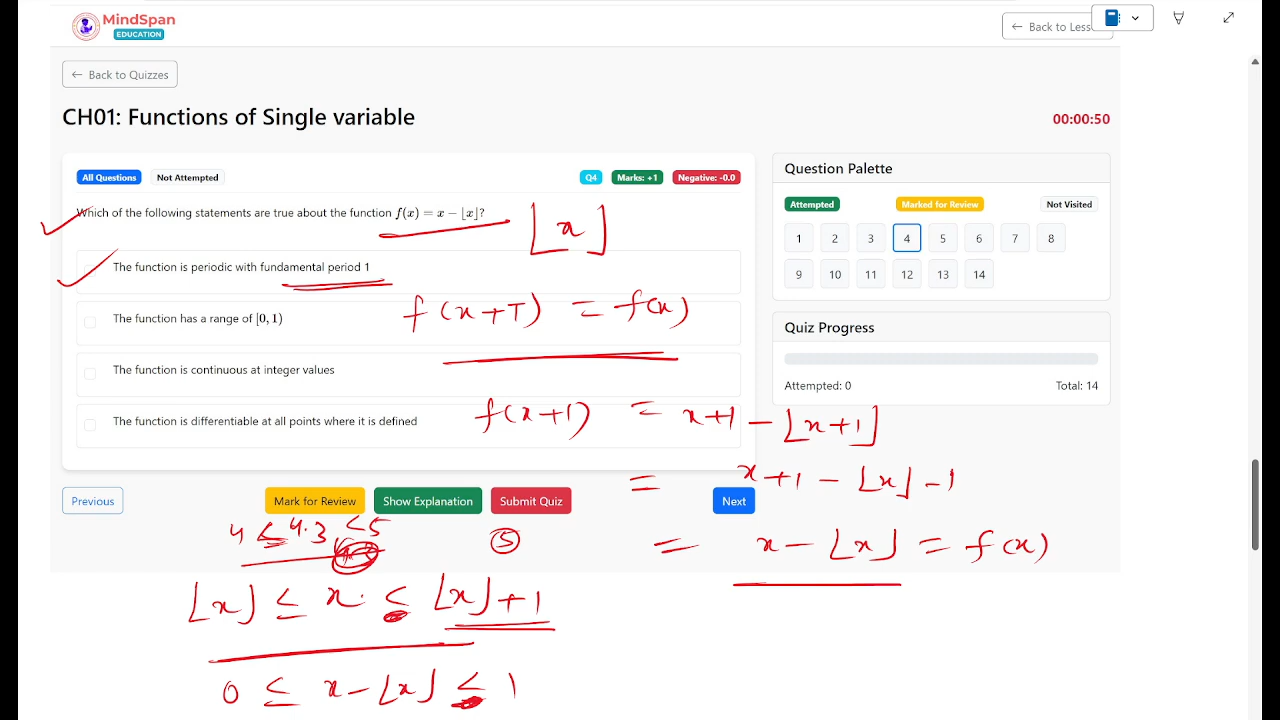 MindSpan
EDUCATION
← Back to Less
← Back to Quizzes
CH01: Functions of Single variable
00:00:50
All Questions Not Attempted Q4 Marks: +1 Negative: -0.0
Which of the following statements are true about the function f(x) = x − ⌊x⌋?
⌊x⌋
The function is periodic with fundamental period 1
f(x+T) = f(x)
The function has a range of [0, 1)
The function is continuous at integer values
f(x+1) = x+1 − ⌊x+1⌋
The function is differentiable at all points where it is defined
= x+1 − ⌊x⌋ − 1
Previous Mark for Review Show Explanation Submit Quiz Next
4 ≤ 4.3 ≤ 5
5
= x − ⌊x⌋ = f(x)
⌊x⌋ ≤ x ≤ ⌊x⌋ + 1
0 ≤ x − ⌊x⌋ ≤ 1
Question Palette
Attempted Marked for Review Not Visited
1 2 3 4 5 6 7 8
9 10 11 12 13 14
Quiz Progress
Attempted: 0 Total: 14